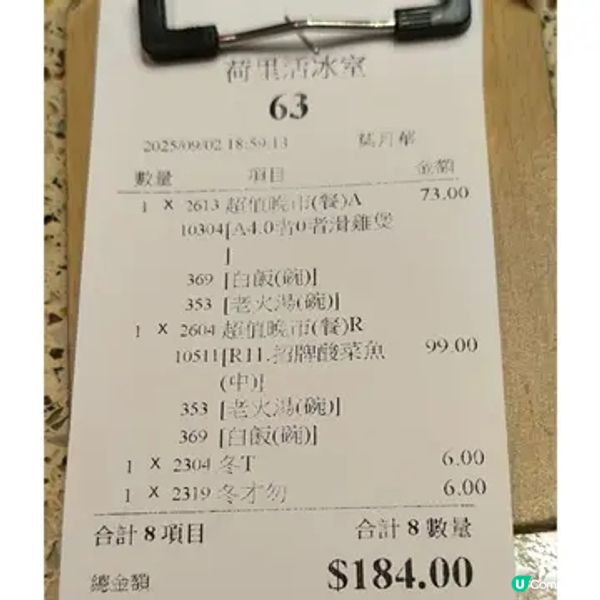 荷里活冰室
63
2025/09/02 18:59:13 月華
數量 項目 金額
1 X 2613 超值晚市(餐)A 73.00
10304[A4.0者0者滑雞煲
]
369 [白飯(碗)]
353 [老火湯(碗)]
1 X 2604 超值晚市(餐)R
10511[R11.招牌酸菜魚 99.00
(中)]
353 [老火湯(碗)]
369 [白飯(碗)]
1 X 2304 冬T 6.00
1 X 2319 冬才勿 6.00
合計 8 項目 合計 8 數量
總金額 $184.00